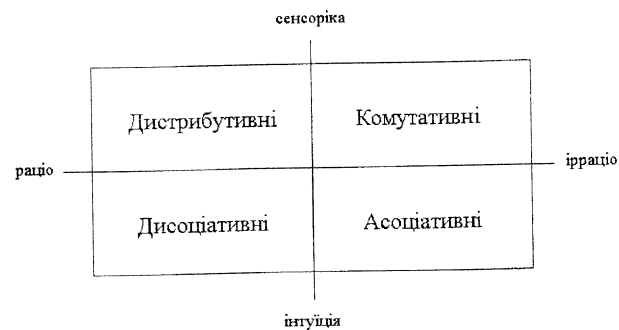 сенсоріка
Дистрибутивні
Комутативні
раціо
ірраціо
Дисоціативні
Асоціативні
інтуїція